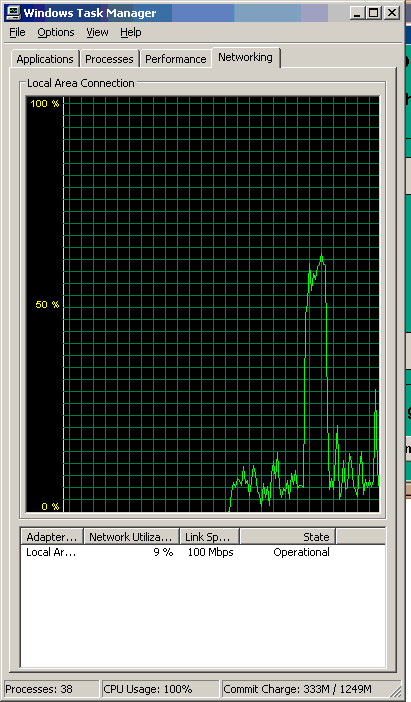 Windows Task Manager
File Options View Help
Applications Processes Performance Networking
Local Area Connection
100 %
50 %
0 %
Adapter... Network Utiliza... Link Sp... State
Local Ar... 9 % 100 Mbps Operational
Processes: 38 CPU Usage: 100% Commit Charge: 333M / 1249M